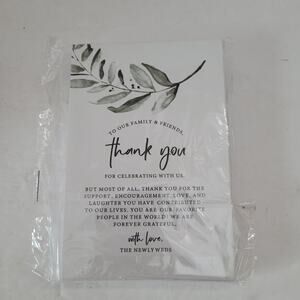 TO OUR FAMILY & FRIENDS,
thank you
FOR CELEBRATING WITH US.
BUT MOST OF ALL, THANK YOU FOR THE
SUPPORT, ENCOURAGEMENT, LOVE, AND
LAUGHTER YOU HAVE CONTRIBUTED
TO OUR LIVES. YOU ARE OUR FAVORITE
PEOPLE IN THE WORLD! WE ARE
FOREVER GRATEFUL.
with love,
THE NEWLYWEDS